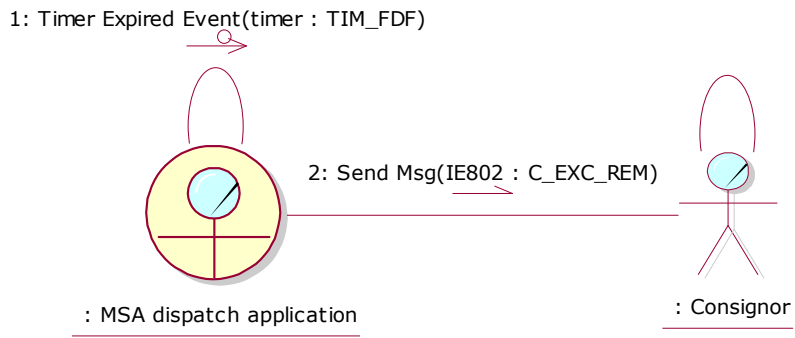 1: Timer Expired Event(timer : TIM_FDF)
2: Send Msg(IE802 : C_EXC_REM)
: MSA dispatch application
: Consignor